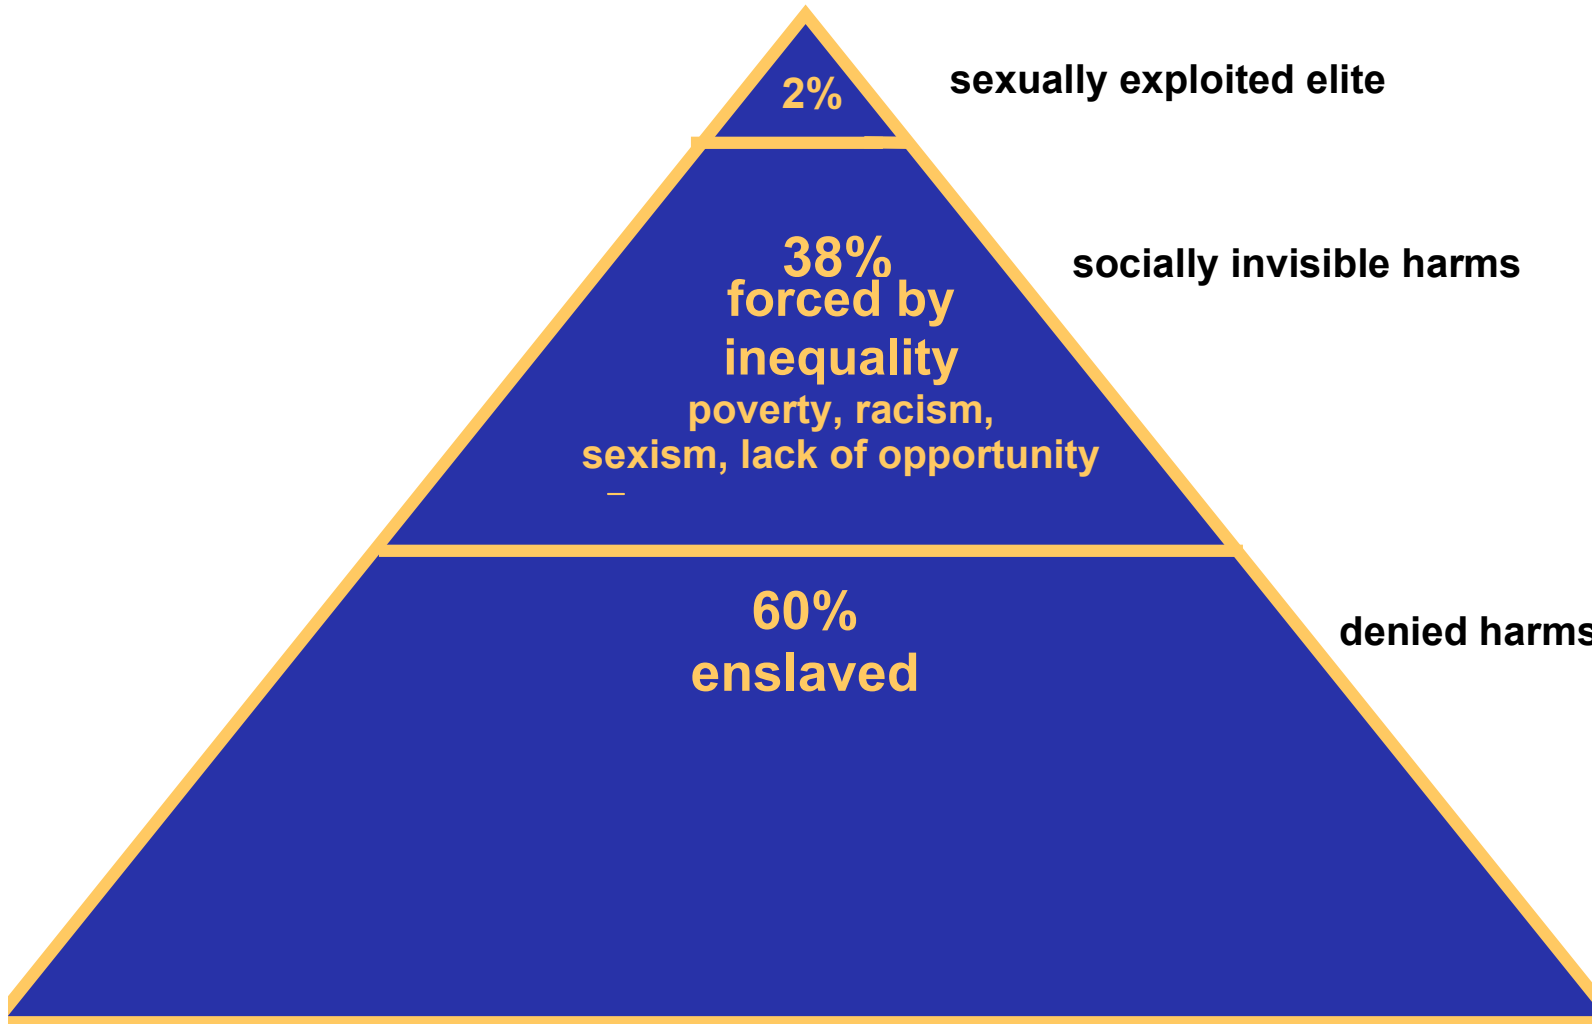 2%
sexually exploited elite
38%
socially invisible harms
forced by
inequality
poverty, racism,
sexism, lack of opportunity
60%
denied harms
enslaved